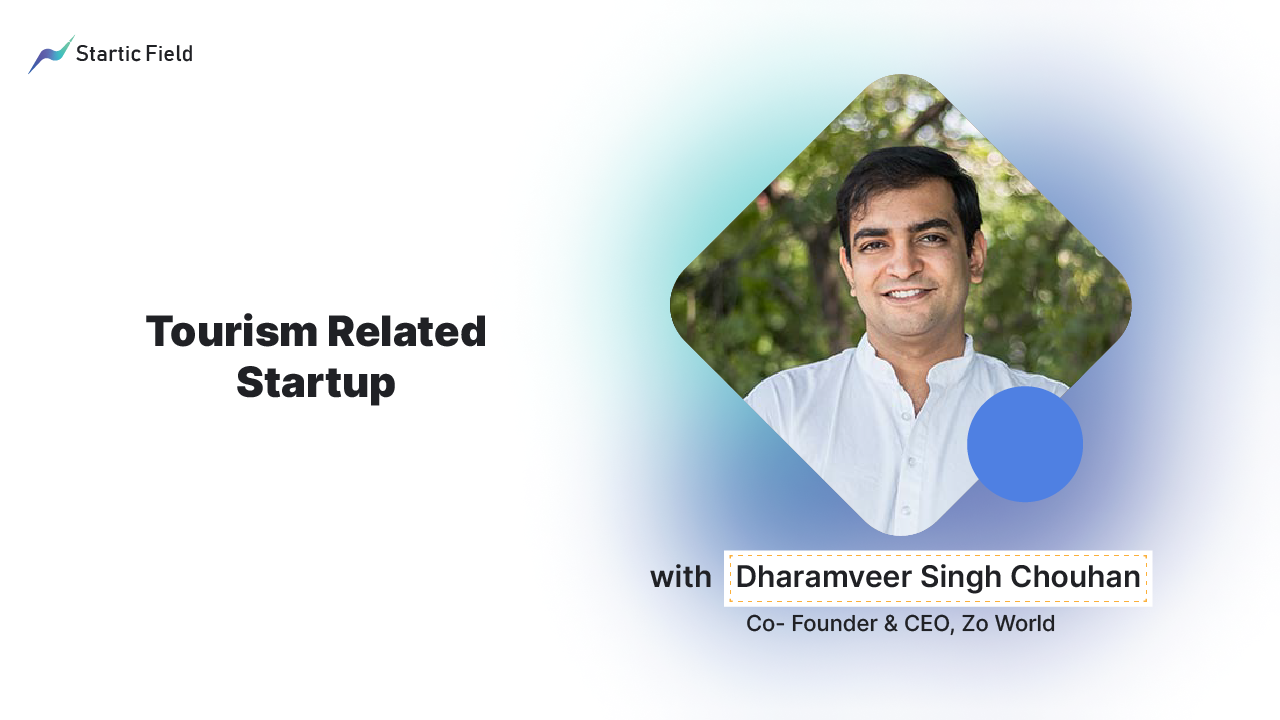 Startic Field
Tourism Related
Startup
with Dharamveer Singh Chouhan
Co- Founder & CEO, Zo World